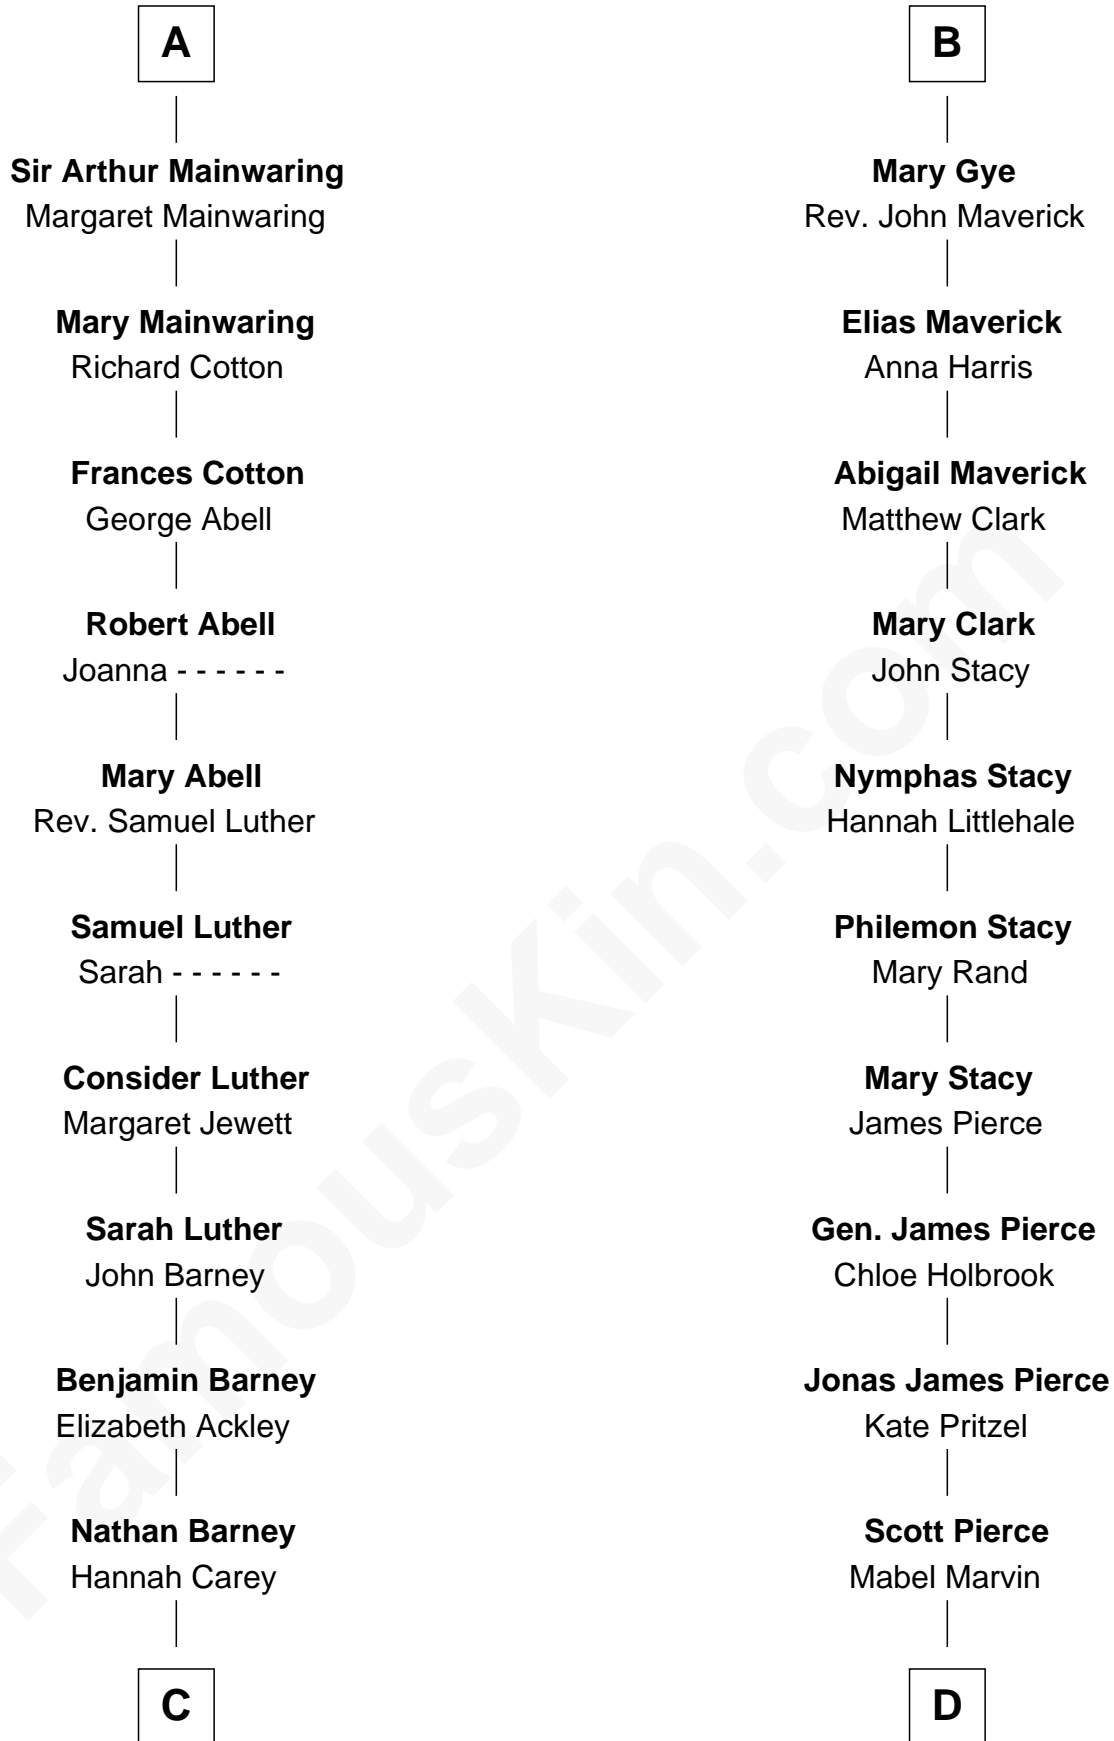 A
Sir Arthur Mainwaring
Margaret Mainwaring
Mary Mainwaring
Richard Cotton
Frances Cotton
George Abell
Robert Abell
Joanna - - - - - -
Mary Abell
Rev. Samuel Luther
Samuel Luther
Sarah - - - - - -
Consider Luther
Margaret Jewett
Sarah Luther
John Barney
Benjamin Barney
Elizabeth Ackley
Nathan Barney
Hannah Carey
C
B
Mary Gye
Rev. John Maverick
Elias Maverick
Anna Harris
Abigail Maverick
Matthew Clark
Mary Clark
John Stacy
Nymphas Stacy
Hannah Littlehale
Philemon Stacy
Mary Rand
Mary Stacy
James Pierce
Gen. James Pierce
Chloe Holbrook
Jonas James Pierce
Kate Pritzel
Scott Pierce
Mabel Marvin
D
FamousKin.com